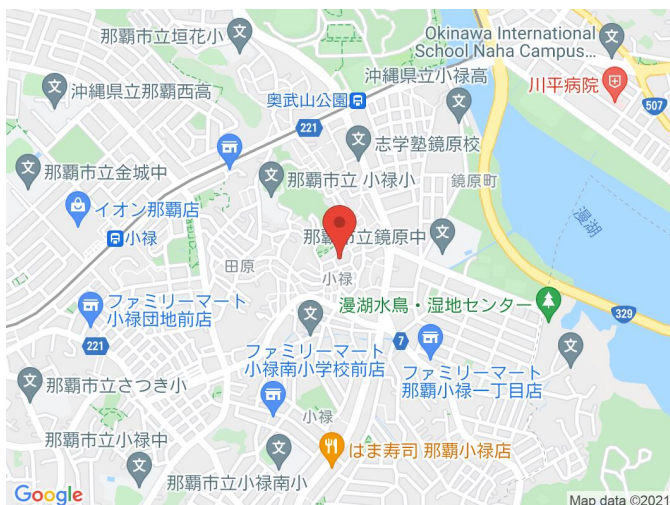 那覇市立垣花小
Okinawa International
School Naha Campus...
沖縄県立那覇西高
沖縄県立小禄高
川平病院
奥武山公園
221
507
志学塾鏡原校
那覇市立金城中
那覇市立 小禄小
鏡原町
イオン那覇店
漫湖
小禄
田原
那覇市立鏡原中
小禄
ファミリーマート
小禄団地前店
漫湖水鳥・湿地センター
329
221
7
ファミリーマート
小禄南小学校前店
ファミリーマート
那覇小禄一丁目店
那覇市立さつき小
小禄
那覇市立小禄中
はま寿司 那覇小禄店
那覇市立小禄南小
Google
Map data ©2021